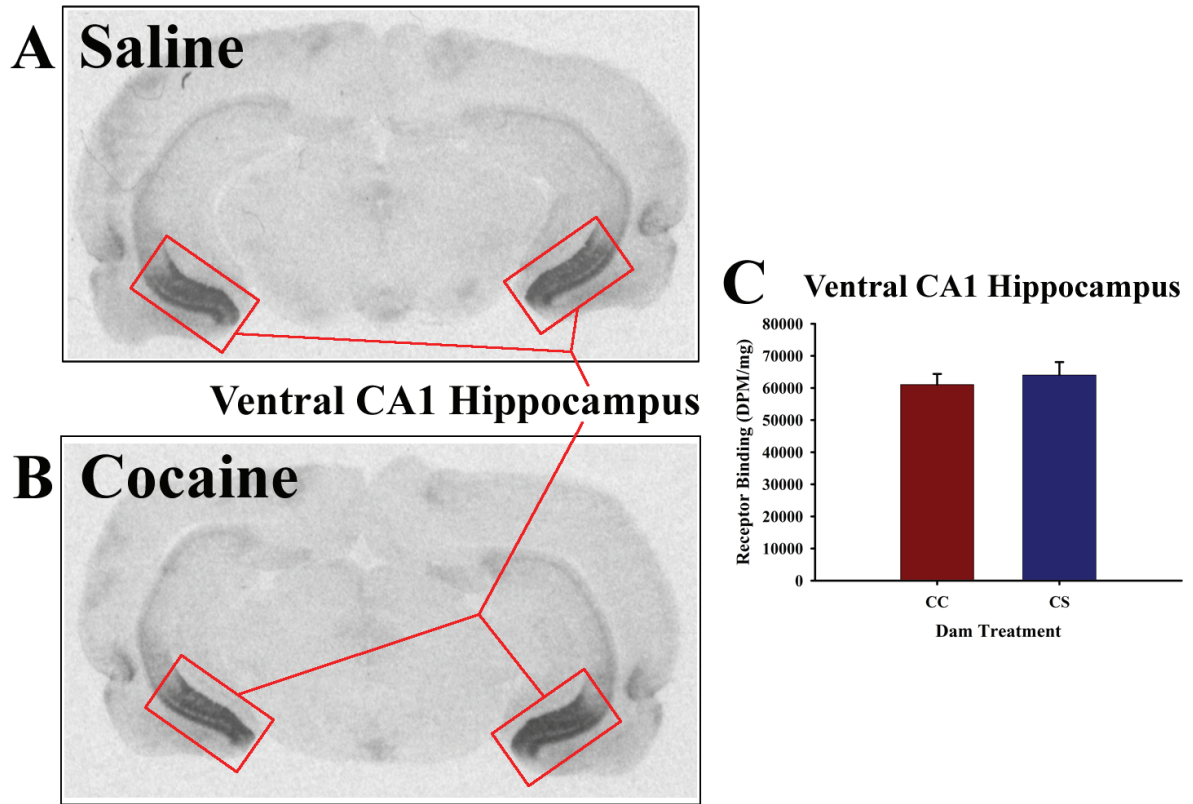 A Saline
Ventral CA1 Hippocampus
B Cocaine
C Ventral CA1 Hippocampus
Receptor Binding (DPM/mg)
80000
70000
60000
50000
40000
30000
20000
10000
0
CC CS
Dam Treatment